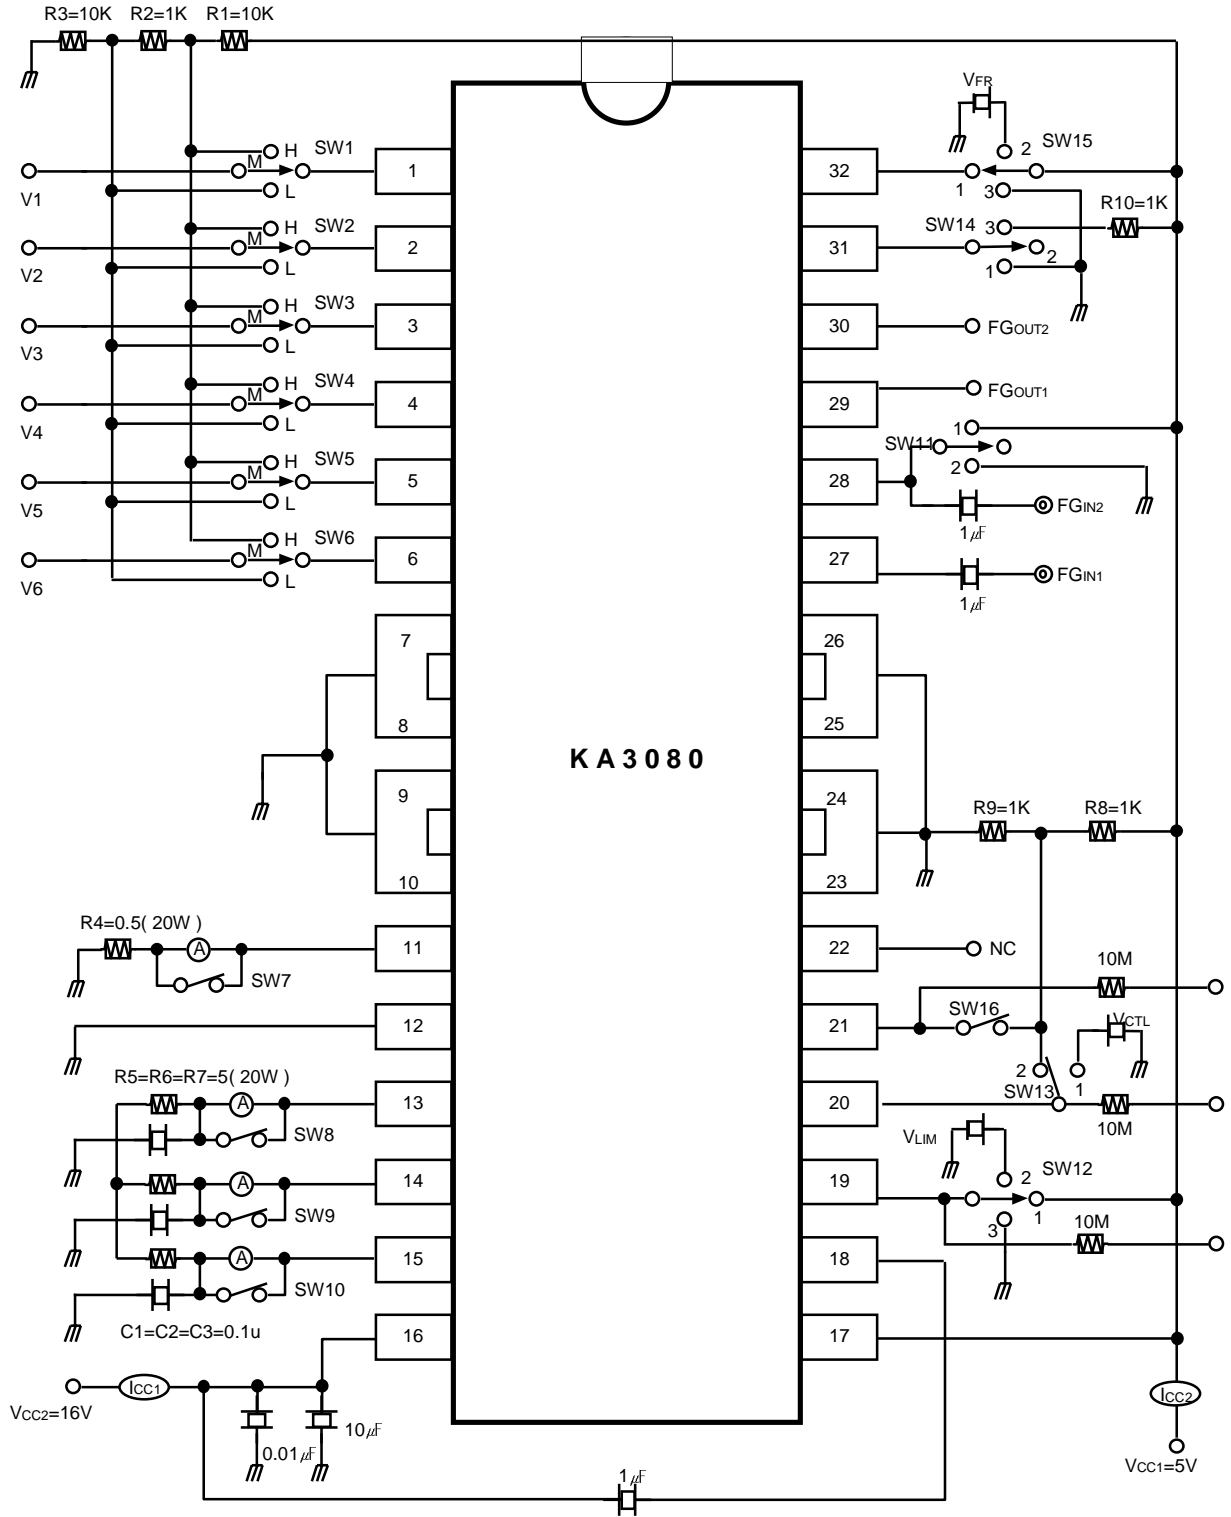 R3=10K R2=1K R1=10K
VFR
H SW1 1 32 2 SW15
M
V1 L 1 3
R10=1K
H SW2 2 31 SW14 3
M 2
V2 L 1
H SW3 3 30 FGOUT2
M
V3 L
H SW4 4 29 FGOUT1
M
V4 L 1
SW11
H SW5 5 28 2
M
V5 L FGIN2
1µF
H SW6 6 27 FGIN1
M
V6 L 1µF
7 26
8 25
KA3080
9 24
R9=1K R8=1K
10 23
R4=0.5( 20W )
A 11 22 NC
SW7 10M
12 21 SW16
VCTL
R5=R6=R7=5( 20W ) 2
SW13 1
A 13 20
10M
SW8 VLIM
A 14 19 2 SW12
1
SW9 3 10M
A 15 18
SW10
C1=C2=C3=0.1u 16 17
ICC1 ICC2
VCC2=16V 10µF
0.01µF
VCC1=5V
1µF